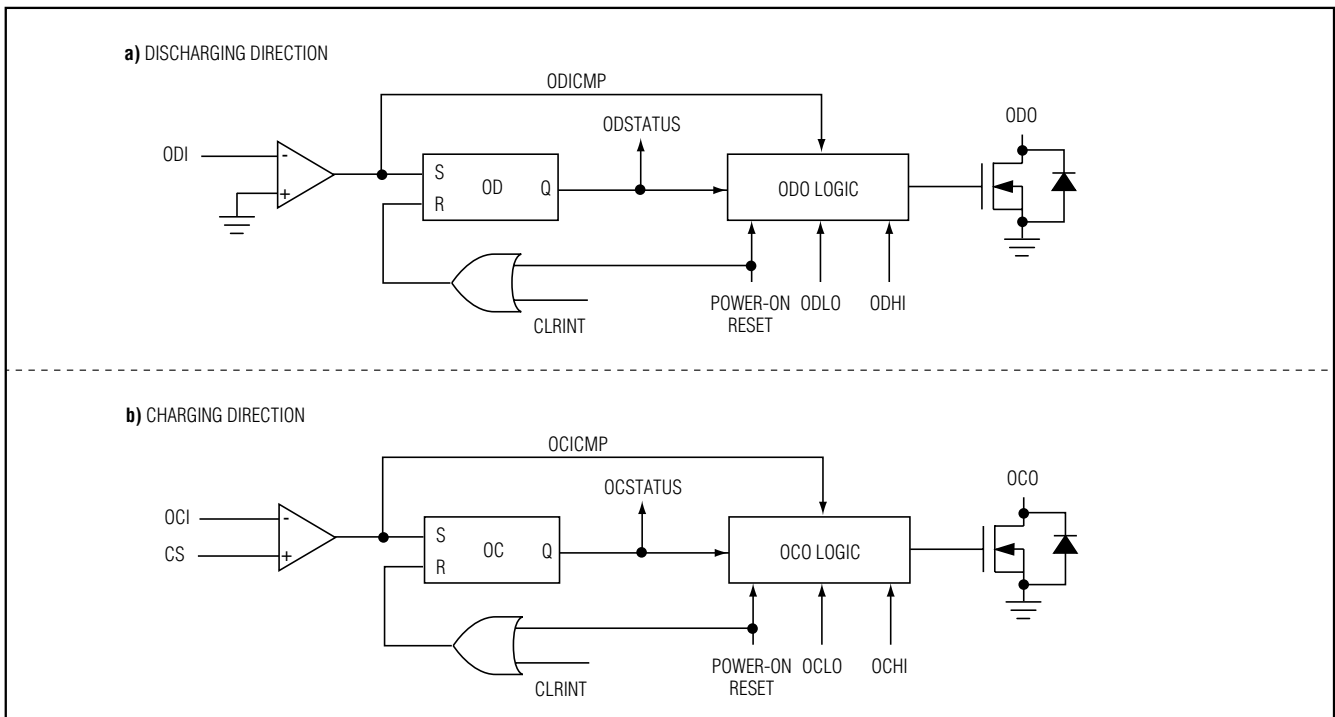 a) DISCHARGING DIRECTION
ODICMP
ODO
ODSTATUS
ODI
-
+
S
OD
Q
R
ODO LOGIC
POWER-ON
RESET
ODLO
ODHI
CLRINT
b) CHARGING DIRECTION
OCICMP
OCO
OCSTATUS
OCI
-
CS
+
S
OC
Q
R
OCO LOGIC
POWER-ON
RESET
OCLO
OCHI
CLRINT